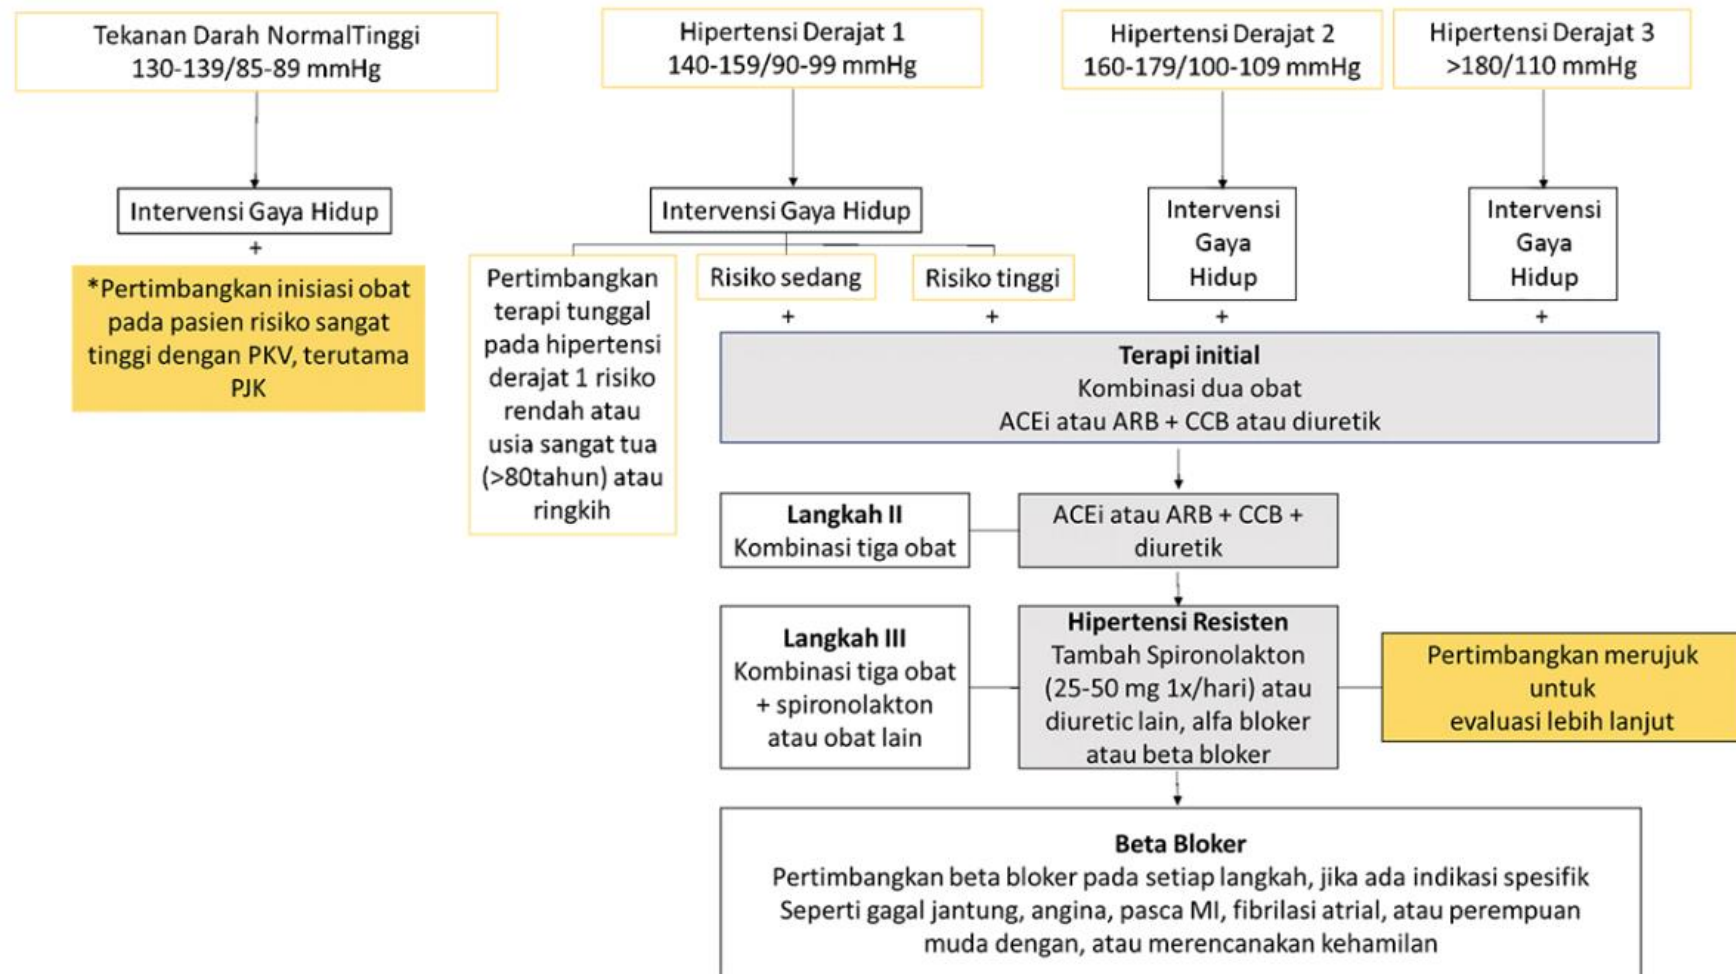 Tekanan Darah NormalTinggi
130-139/85-89 mmHg
Hipertensi Derajat 1
140-159/90-99 mmHg
Hipertensi Derajat 2
160-179/100-109 mmHg
Hipertensi Derajat 3
>180/110 mmHg
Intervensi Gaya Hidup
+
*Pertimbangkan inisiasi obat
pada pasien risiko sangat
tinggi dengan PKV, terutama
PJK
Intervensi Gaya Hidup
Pertimbangkan
terapi tunggal
pada hipertensi
derajat 1 risiko
rendah atau
usia sangat tua
(>80tahun) atau
ringkih
Risiko sedang
+
Risiko tinggi
+
Intervensi
Gaya
Hidup
+
Intervensi
Gaya
Hidup
+
Terapi initial
Kombinasi dua obat
ACEi atau ARB + CCB atau diuretik
Langkah II
Kombinasi tiga obat
ACEi atau ARB + CCB +
diuretik
Langkah III
Kombinasi tiga obat
+ spironolakton
atau obat lain
Hipertensi Resisten
Tambah Spironolakton
(25-50 mg 1x/hari) atau
diuretic lain, alfa bloker
atau beta bloker
Pertimbangkan merujuk
untuk
evaluasi lebih lanjut
Beta Bloker
Pertimbangkan beta bloker pada setiap langkah, jika ada indikasi spesifik
Seperti gagal jantung, angina, pasca MI, fibrilasi atrial, atau perempuan
muda dengan, atau merencanakan kehamilan